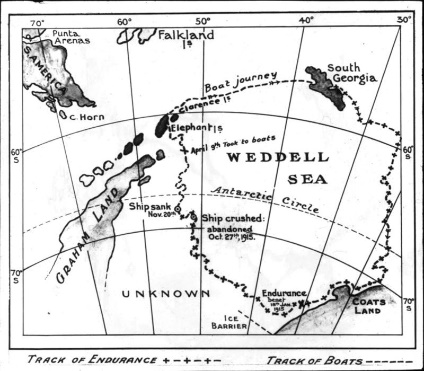 70°
60°
50°
40°
30°
Punta
Arenas
Falkland
Is
S. AMERICA
C. Horn
Boat journey
South
Georgia
Clarence Is
Elephant Is
April 9th Took to boats
60°
S
60°
S
WEDDELL
SEA
Antarctic Circle
GRAHAM LAND
Ship sank
Nov. 20th
Ship crushed:
abandoned
Oct. 27th, 1915.
70°
S
70°
S
UNKNOWN
Endurance
beset
1915
ICE
BARRIER
COATS
LAND
TRACK OF ENDURANCE
TRACK OF BOATS